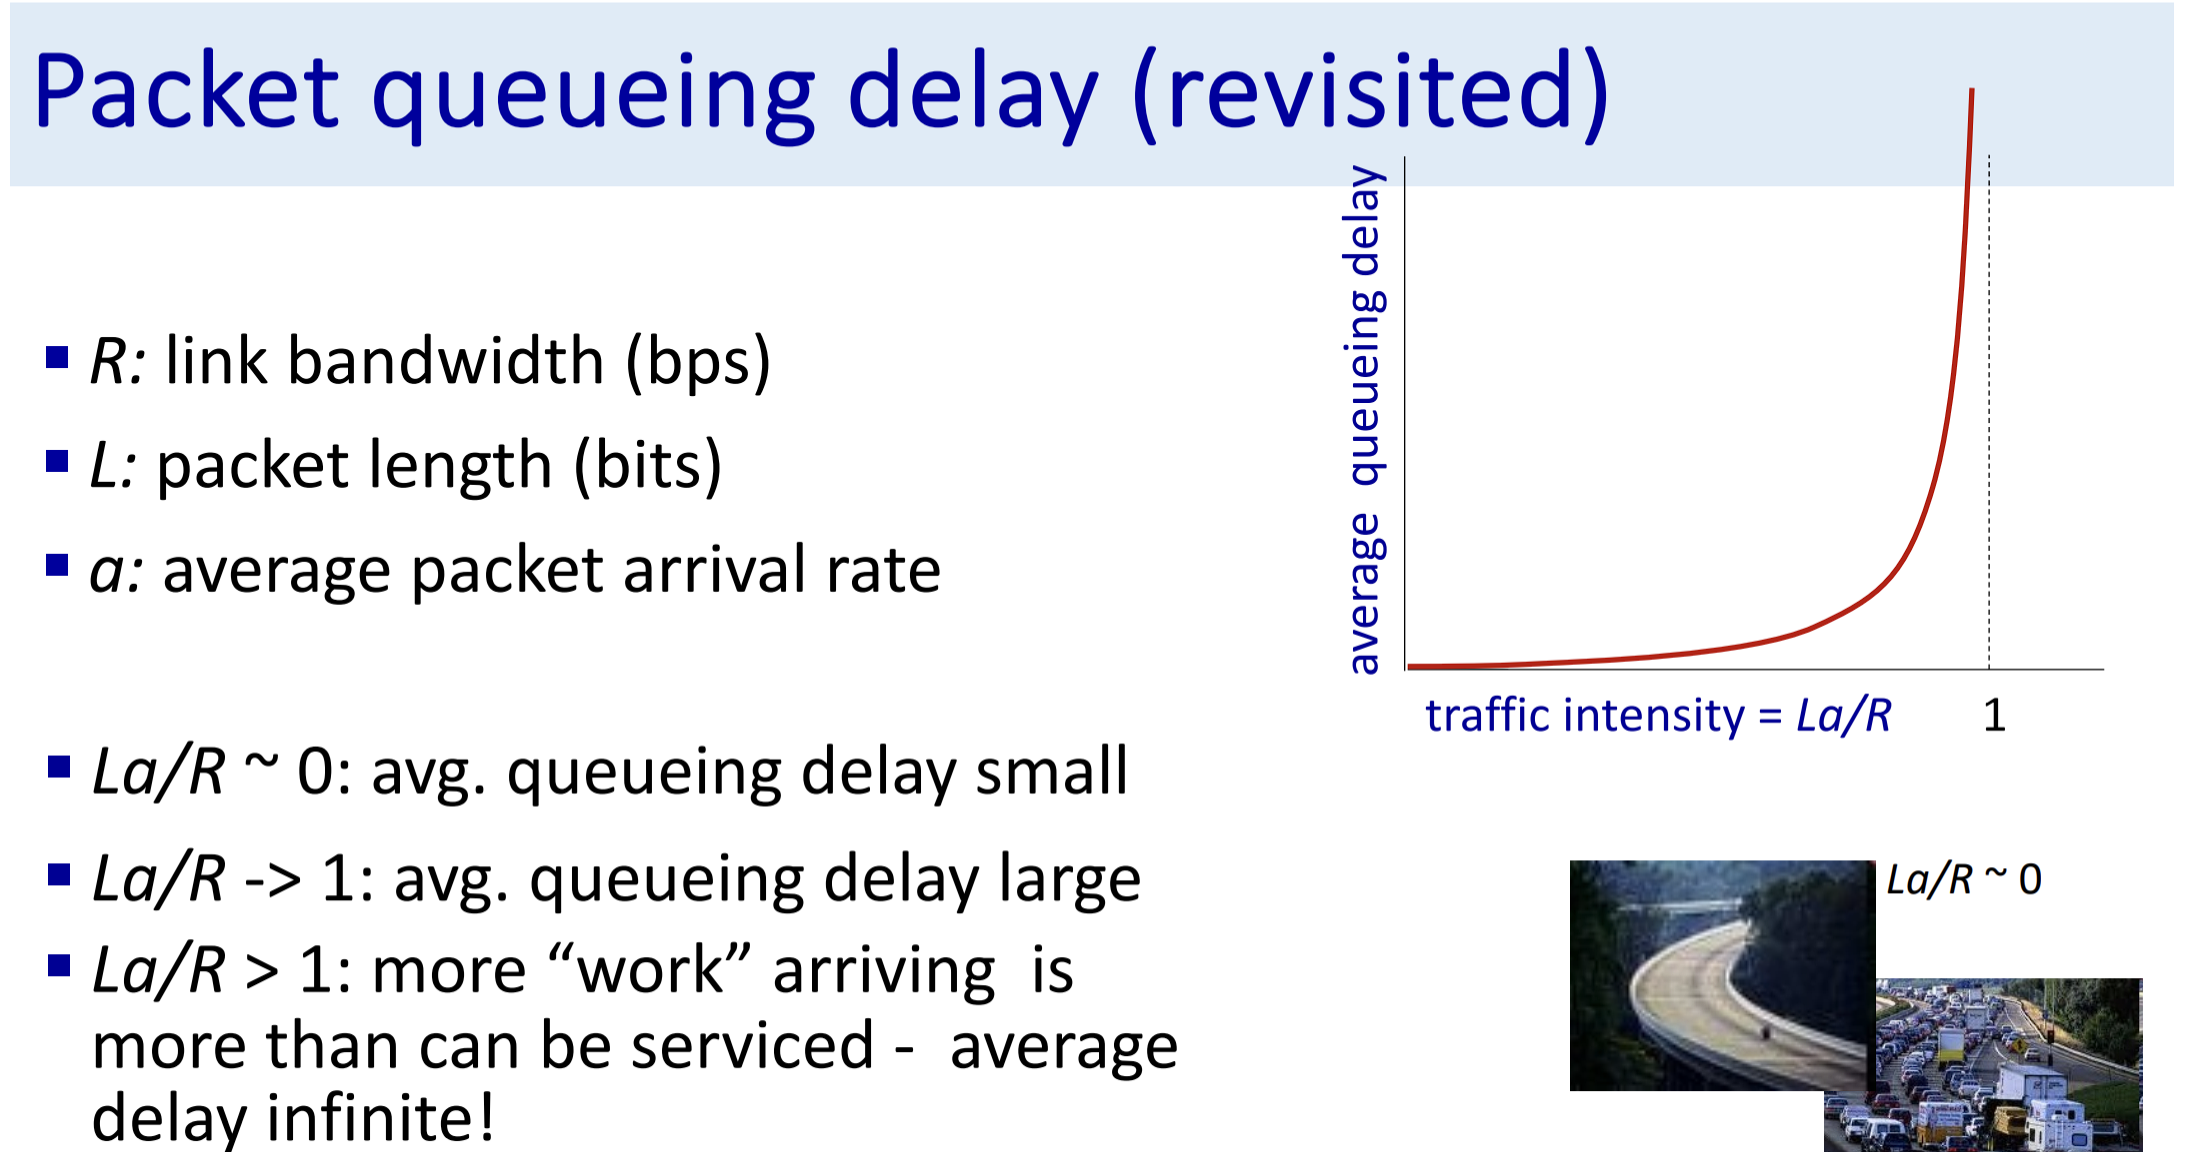 Packet queueing delay (revisited)
R: link bandwidth (bps)
L: packet length (bits)
a: average packet arrival rate
La/R ~ 0: avg. queueing delay small
La/R -> 1: avg. queueing delay large
La/R > 1: more “work” arriving  is
more than can be serviced -  average
delay infinite!
average  queueing delay
traffic intensity = La/R
1
La/R ~ 0